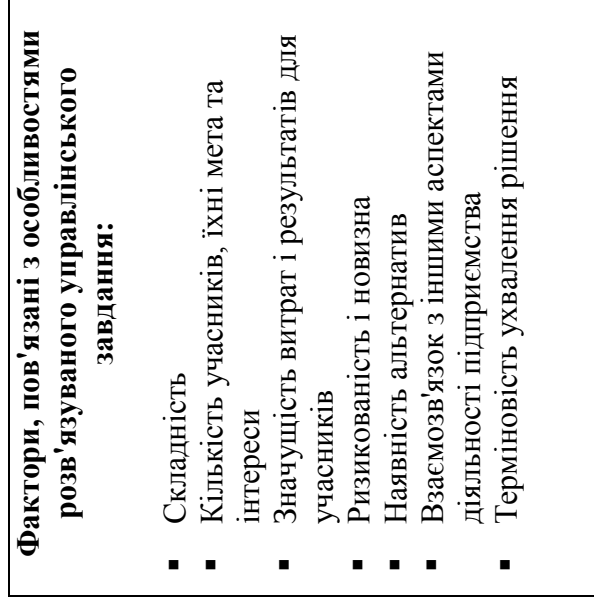 Фактори, пов'язані з особливостями
розв'язуваного управлінського
завдання:
▪ Складність
▪ Кількість учасників, їхні мета та
інтереси
▪ Значущість витрат і результатів для
учасників
▪ Ризикованість і новизна
▪ Наявність альтернатив
▪ Взаємозв'язок з іншими аспектами
діяльності підприємства
▪ Терміновість ухвалення рішення